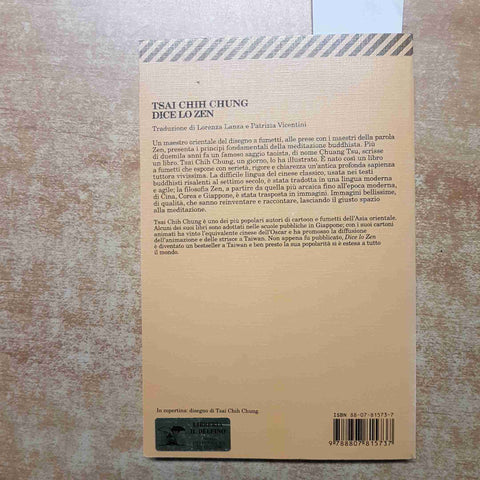 TSAI CHIH CHUNG
DICE LO ZEN
Traduzione di Lorenza Lanza e Patrizia Vicentini
Un maestro orientale del disegno a fumetti, alle prese con i maestri della parola
Zen, presenta i principi fondamentali della meditazione buddhista. Più
di duemila anni fa un famoso saggio taoista, di nome Chuang Tsu, scrisse
un libro. Tsai Chih Chung, un giorno, lo ha illustrato. È nato così un libro
a fumetti che espone con serietà, rigore e chiarezza un'antica profonda sapienza
tuttora vivissima. La difficile lingua del cinese classico, usata nei testi
buddhisti risalenti al settimo secolo, è stata tradotta in una lingua moderna
e agile; la filosofia Zen, a partire da quella più arcaica fino all'epoca moderna,
di Cina, Corea e Giappone, è stata trasposta in immagini. Immagini bellissime,
di qualità, che sanno reinventare e raccontare, lasciando il giusto spazio
alla meditazione.
Tsai Chih Chung è uno dei più popolari autori di cartoon e fumetti dell'Asia orientale.
Alcuni dei suoi libri sono adottati nelle scuole pubbliche in Giappone; con i suoi cartoni
animati ha vinto l'equivalente cinese dell'Oscar e ha promosso la diffusione
dell'animazione e delle strisce a Taiwan. Non appena fu pubblicato, Dice lo Zen
è diventato un bestseller a Taiwan e ben presto la sua popolarità si è estesa a tutto
il mondo.
In copertina: disegno di Tsai Chih Chung.
LIBRERIA
IL DELFINO
ISBN 88-07-81573-7
9 788807 815737